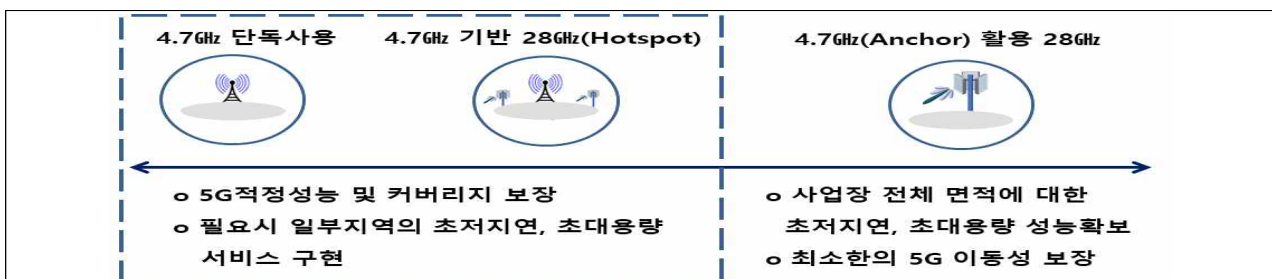 4.7㎓ 단독사용
4.7㎓ 기반 28GHz(Hotspot)
4.7㎓(Anchor) 활용 28㎓
o 5G적정성능 및 커버리지 보장
o 필요시 일부지역의 초저지연, 초대용량
서비스 구현
o 사업장 전체 면적에 대한
초저지연, 초대용량 성능확보
o 최소한의 5G 이동성 보장